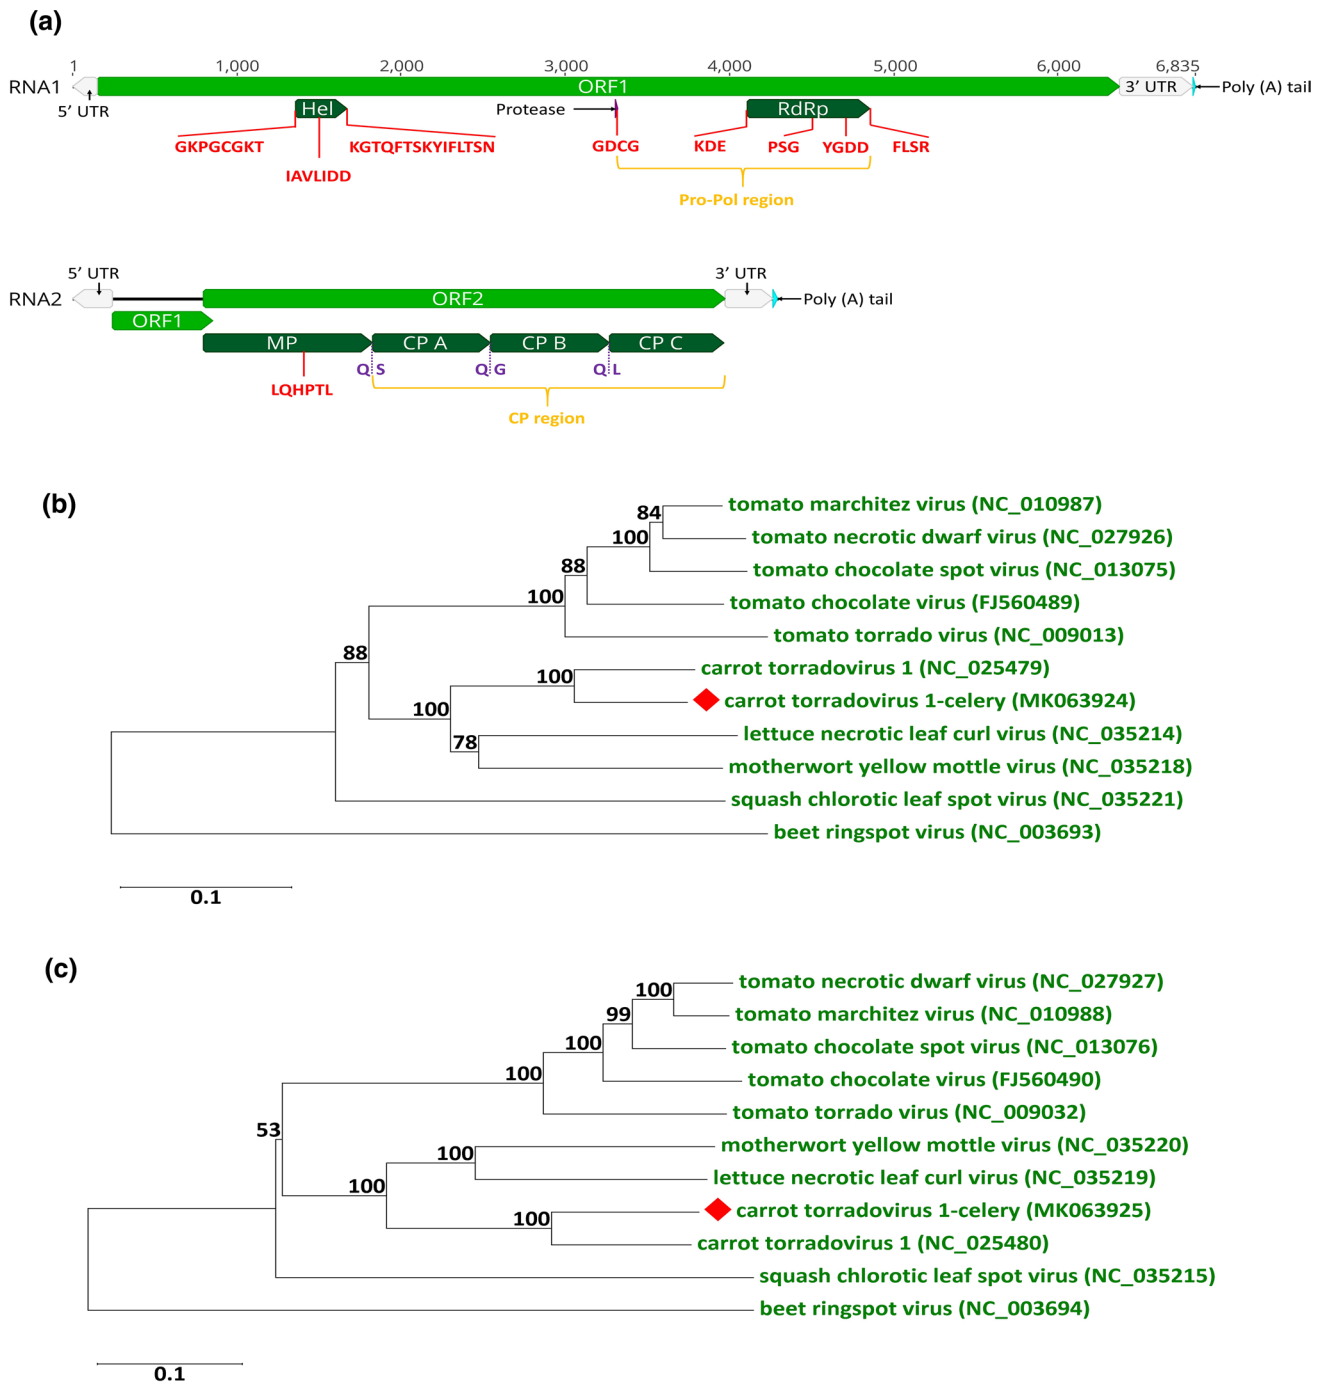 (a)
1 1,000 2,000 3,000 4,000 5,000 6,000 6,835
RNA1 ORF1 3’ UTR Poly (A) tail
5’ UTR Hel Protease RdRp
GKPGCGKT KGTQFTSKYIFLTSN GDCG KDE PSG YGDD FLSR
IAVLIDD
Pro-Pol region
5’ UTR 3’ UTR
RNA2 ORF2 Poly (A) tail
ORF1
MP CP A CP B CP C
Q S Q G Q L
LQHPTL
CP region
(b)
tomato marchitez virus (NC_010987)
84
tomato necrotic dwarf virus (NC_027926)
100
tomato chocolate spot virus (NC_013075)
88
tomato chocolate virus (FJ560489)
100
tomato torrado virus (NC_009013)
88
carrot torradovirus 1 (NC_025479)
100
carrot torradovirus 1-celery (MK063924)
100
lettuce necrotic leaf curl virus (NC_035214)
78
motherwort yellow mottle virus (NC_035218)
squash chlorotic leaf spot virus (NC_035221)
beet ringspot virus (NC_003693)
0.1
(c)
tomato necrotic dwarf virus (NC_027927)
100
tomato marchitez virus (NC_010988)
99
tomato chocolate spot virus (NC_013076)
100
tomato chocolate virus (FJ560490)
100
tomato torrado virus (NC_009032)
53
motherwort yellow mottle virus (NC_035220)
100
lettuce necrotic leaf curl virus (NC_035219)
100
carrot torradovirus 1-celery (MK063925)
100
carrot torradovirus 1 (NC_025480)
squash chlorotic leaf spot virus (NC_035215)
beet ringspot virus (NC_003694)
0.1